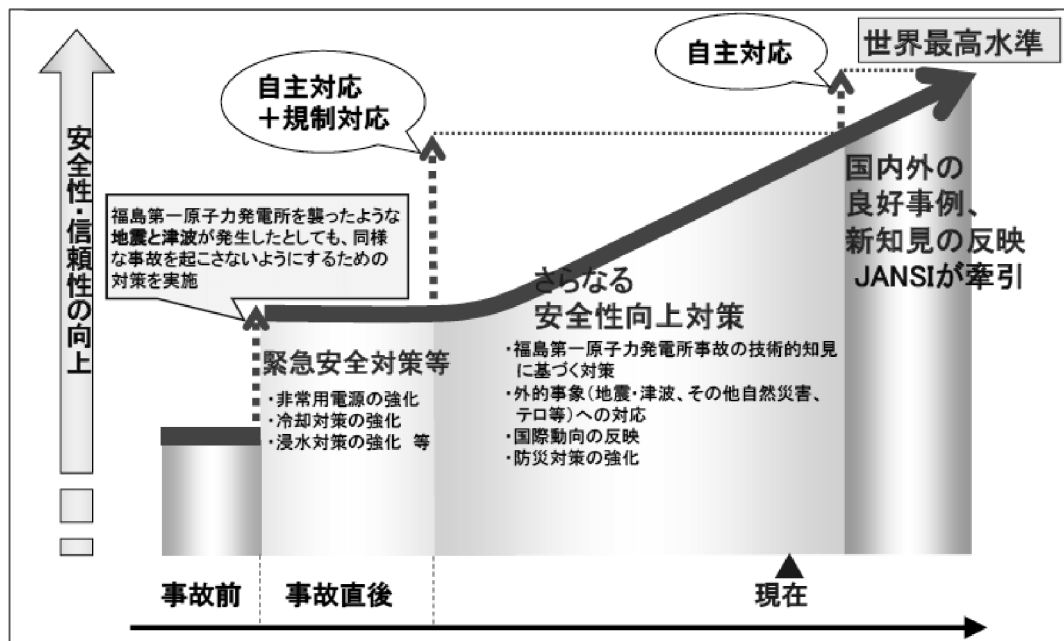 世界最高水準
自主対応
自主対応
+規制対応
安全性・信頼性の向上
福島第一原子力発電所を襲ったような
地震と津波が発生したとしても、同様
な事故を起こさないようにするための
対策を実施
国内外の
良好事例、
新知見の反映
JANSIが牽引
さらなる
安全性向上対策
・福島第一原子力発電所事故の技術的知見
に基づく対策
・外的事象(地震・津波、その他自然災害、
テロ等)への対応
・国際動向の反映
・防災対策の強化
緊急安全対策等
・非常用電源の強化
・冷却対策の強化
・浸水対策の強化 等
事故前
事故直後
現在